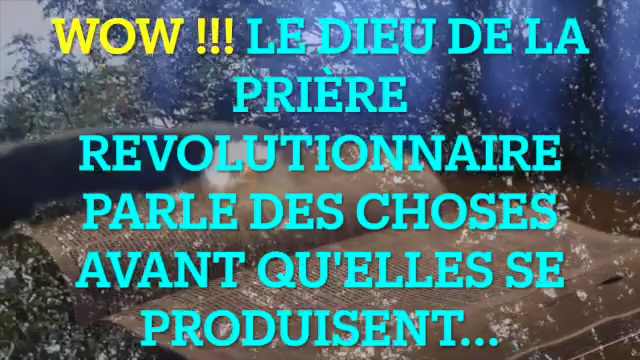 WOW !!! LE DIEU DE LA
PRIÈRE
REVOLUTIONNAIRE
PARLE DES CHOSES
AVANT QU'ELLES SE
PRODUISENT...